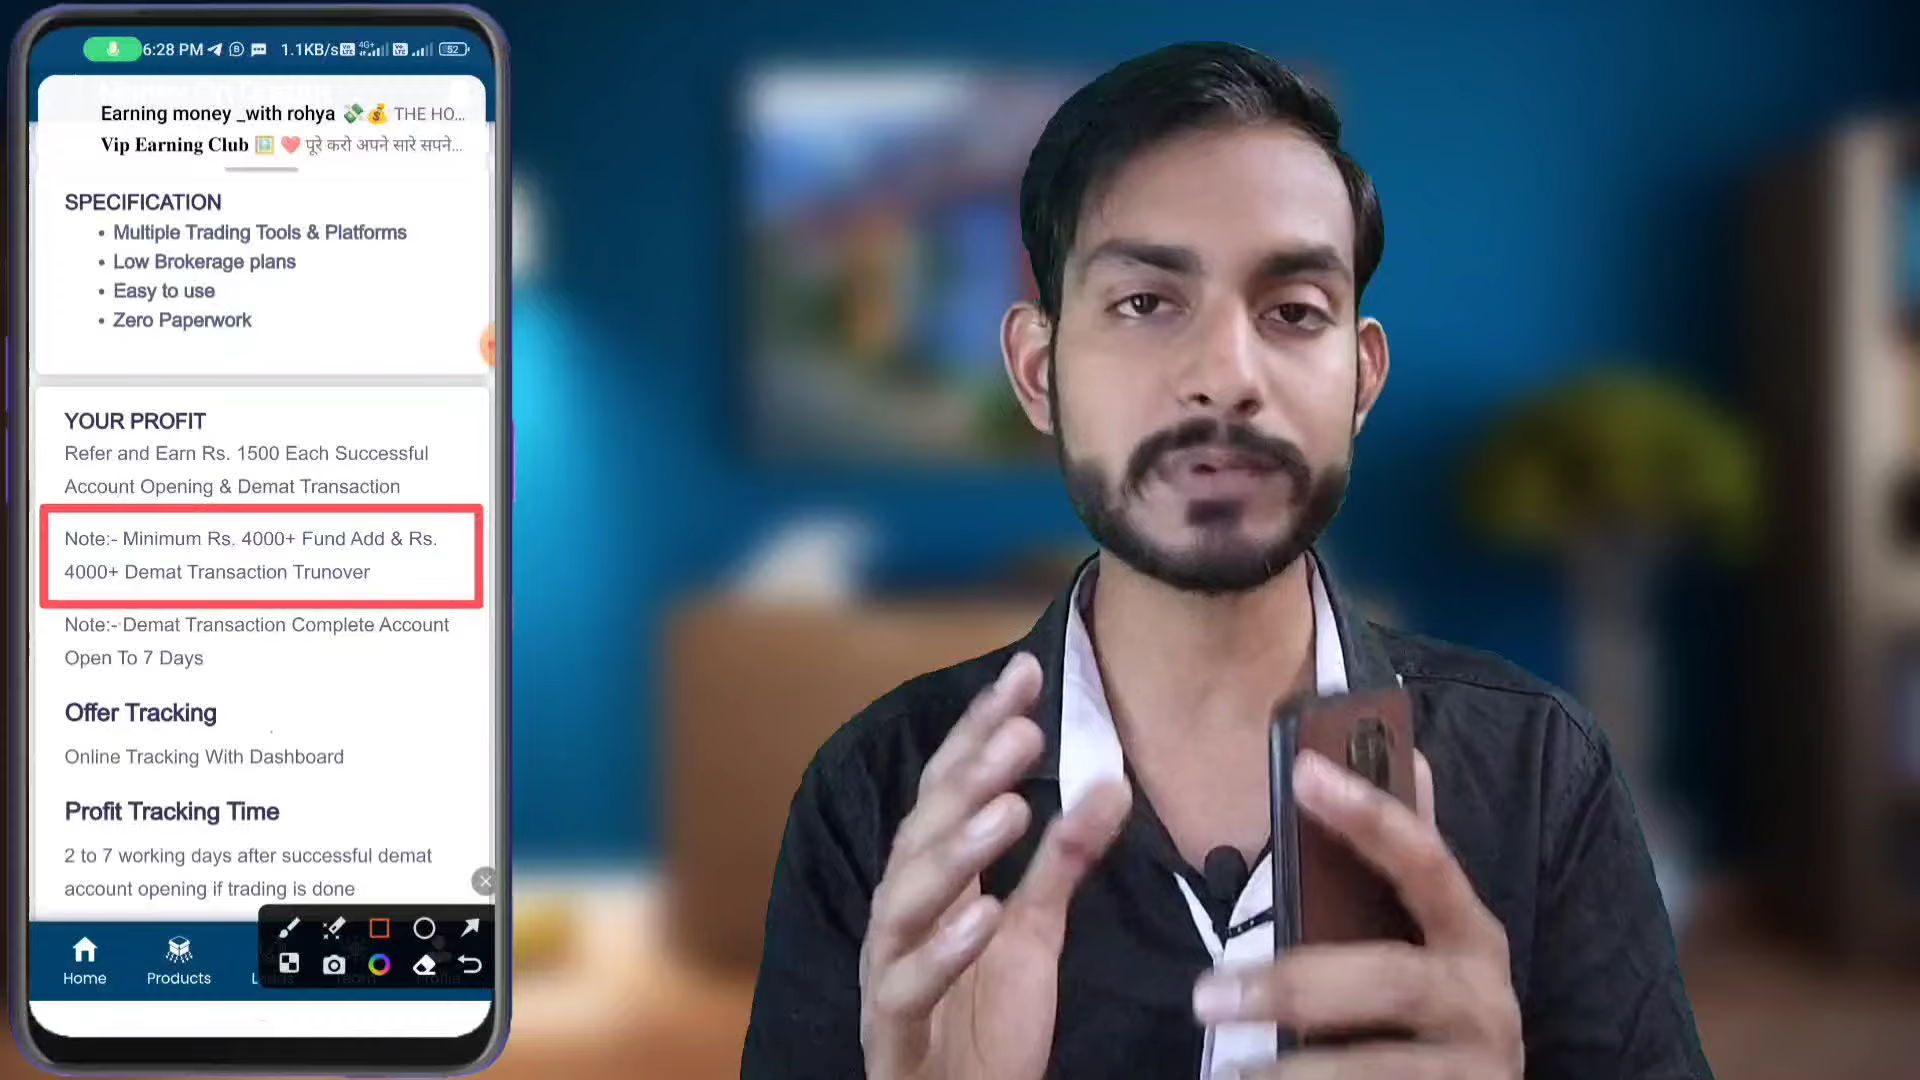 6:28 PM 1.1KB/s 4G+ 52
Earning money _with rohya 💸💰 THE HO...
Vip Earning Club 🖼️ ❤️ पूरे करो अपने सारे सपने...
SPECIFICATION
• Multiple Trading Tools & Platforms
• Low Brokerage plans
• Easy to use
• Zero Paperwork
YOUR PROFIT
Refer and Earn Rs. 1500 Each Successful
Account Opening & Demat Transaction
Note:- Minimum Rs. 4000+ Fund Add & Rs.
4000+ Demat Transaction Trunover
Note:- Demat Transaction Complete Account
Open To 7 Days
Offer Tracking
Online Tracking With Dashboard
Profit Tracking Time
2 to 7 working days after successful demat
account opening if trading is done
Home Products